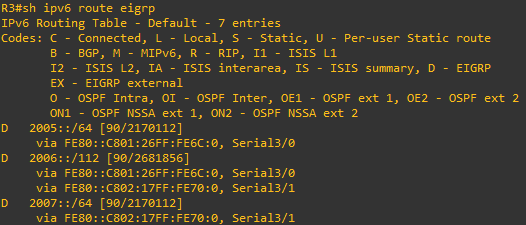 R3#sh ipv6 route eigrp
IPv6 Routing Table - Default - 7 entries
Codes: C - Connected, L - Local, S - Static, U - Per-user Static route
B - BGP, M - MIPv6, R - RIP, I1 - ISIS L1
I2 - ISIS L2, IA - ISIS interarea, IS - ISIS summary, D - EIGRP
EX - EIGRP external
O - OSPF Intra, OI - OSPF Inter, OE1 - OSPF ext 1, OE2 - OSPF ext 2
ON1 - OSPF NSSA ext 1, ON2 - OSPF NSSA ext 2
D 2005::/64 [90/2170112]
via FE80::C801:26FF:FE6C:0, Serial3/0
D 2006::/112 [90/2681856]
via FE80::C801:26FF:FE6C:0, Serial3/0
via FE80::C802:17FF:FE70:0, Serial3/1
D 2007::/64 [90/2170112]
via FE80::C802:17FF:FE70:0, Serial3/1